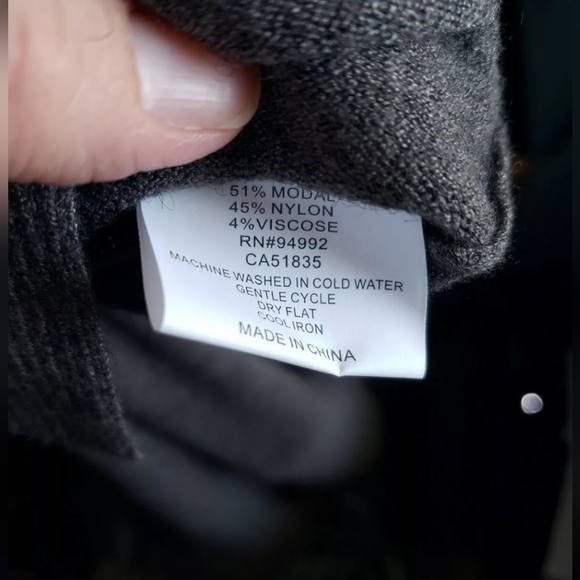 51% MODAL
45% NYLON
4%VISCOSE
RN#94992
CA51835
MACHINE WASHED IN COLD WATER
GENTLE CYCLE
DRY FLAT
COOL IRON
MADE IN CHINA